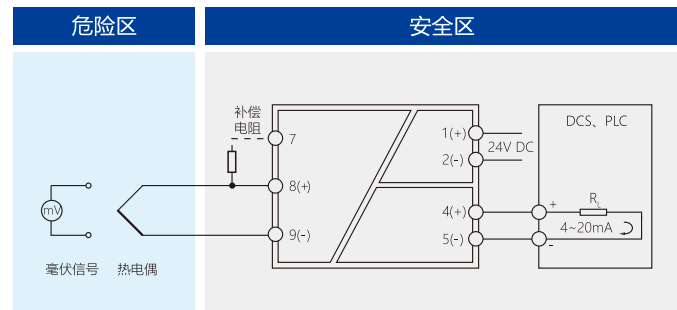 危险区
安全区
补偿
电阻
7
1(+)
24V DC
2(-)
DCS、PLC
mV
8(+)
4(+)
+
R_L
4~20mA
9(-)
5(-)
-
毫伏信号
热电偶